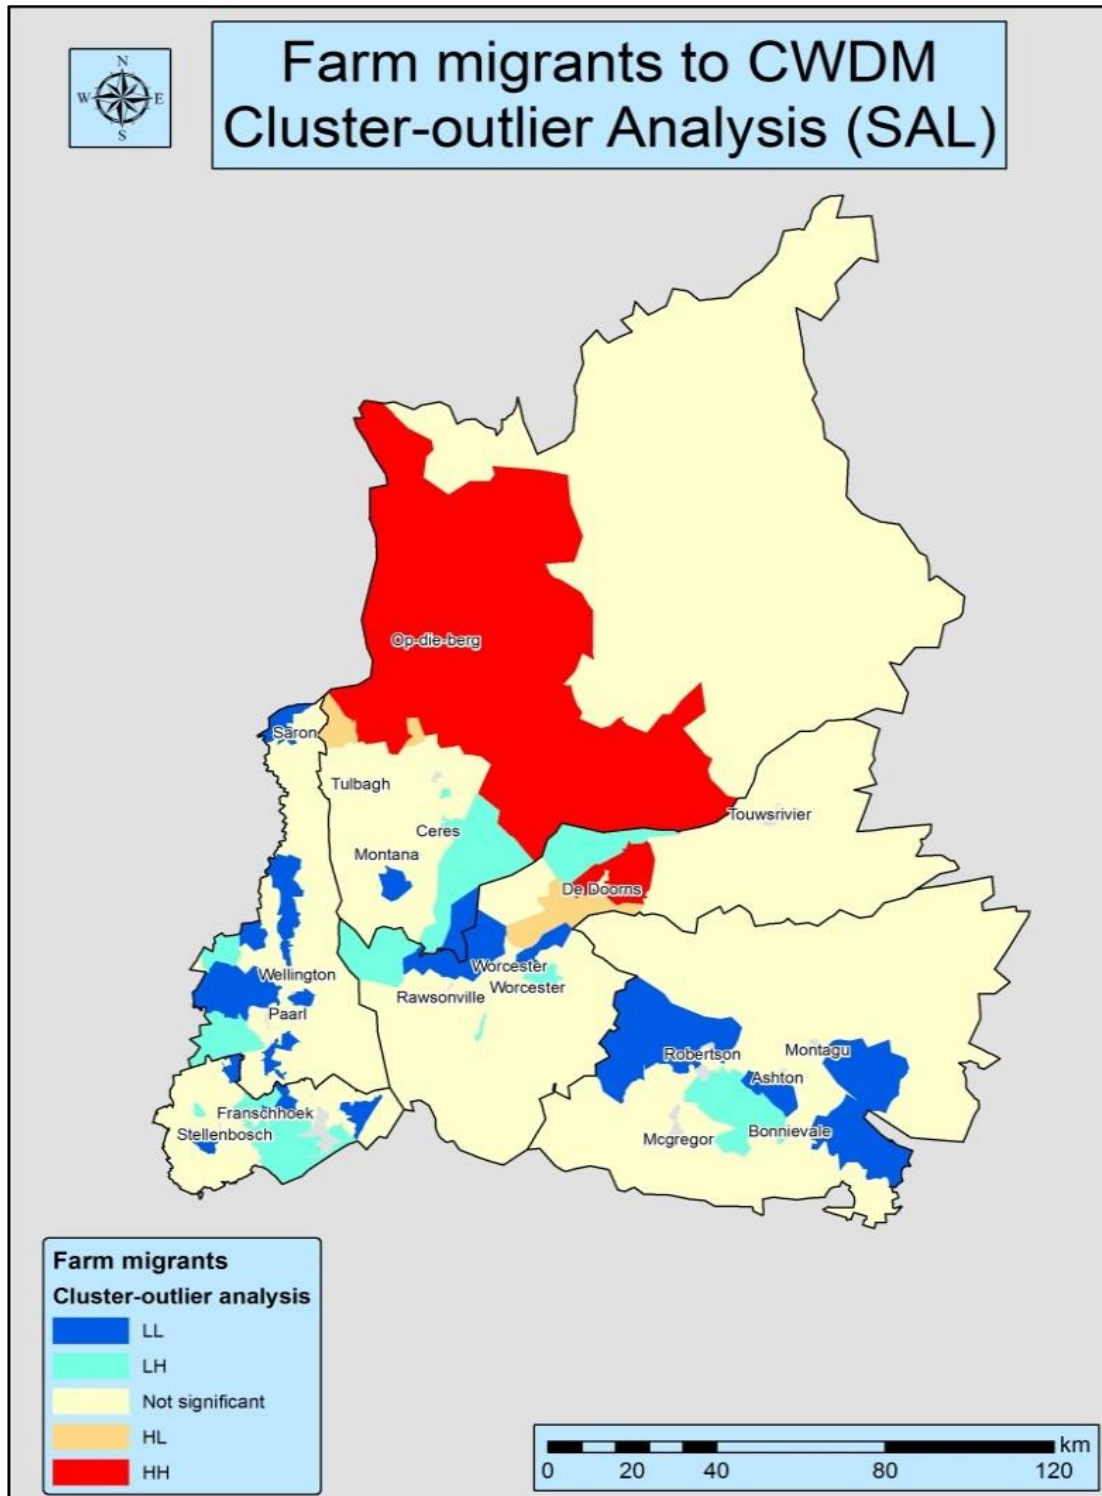 Farm migrants to CWDM
Cluster-outlier Analysis (SAL)
N
W E
S
Op-die-berg
Saron
Tulbagh
Touwsrivier
Ceres
Montana
De Doorns
Worcester
Wellington
Worcester
Rawsonville
Paarl
Robertson
Montagu
Ashton
Franschhoek
Stellenbosch
Mcgregor
Bonnievale
Farm migrants
Cluster-outlier analysis
LL
LH
Not significant
HL
HH
km
0 20 40 80 120